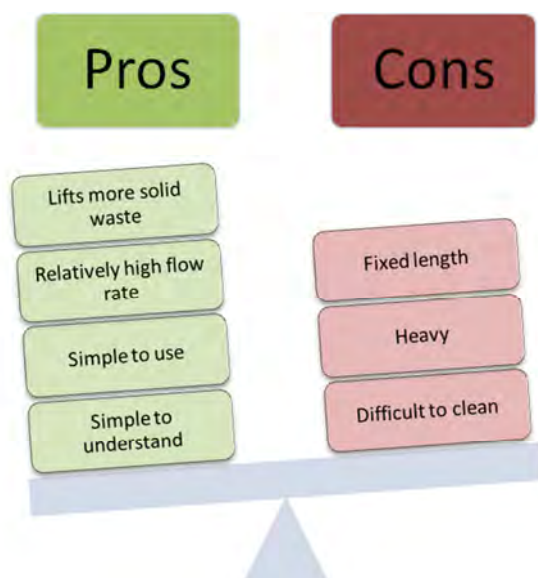 Pros
Lifts more solid
waste
Relatively high flow
rate
Simple to use
Simple to
understand
Cons
Fixed length
Heavy
Difficult to clean